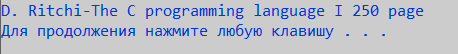 D. Ritchi-The C programming language I 250 page
Для продолжения нажмите любую клавишу . . .